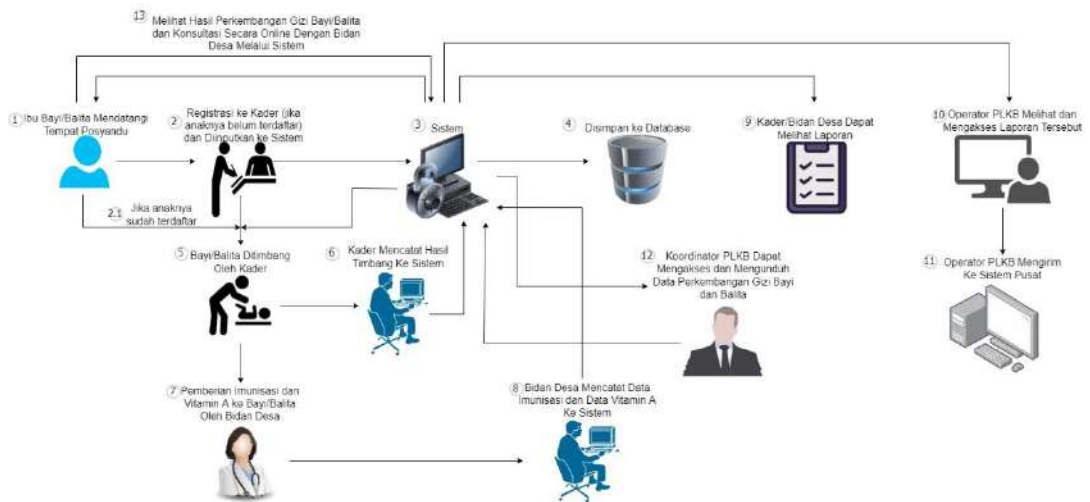 13 Melihat Hasil Perkembangan Gizi Bayi/Balita
dan Konsultasi Secara Online Dengan Bidan
Desa Melalui Sistem
1 Ibu Bayi/Balita Mendatangi
Tempat Posyandu
2 Registrasi ke Kader (jika
anaknya belum terdaftar)
dan Diinputkan ke Sistem
3 Sistem
4 Disimpan ke Database
9 Kader/Bidan Desa Dapat
Melihat Laporan
10 Operator PLKB Melihat dan
Mengakses Laporan Tersebut
2.1 Jika anaknya
sudah terdaftar
5 Bayi/Balita Ditimbang
Oleh Kader
6 Kader Mencatat Hasil
Timbang Ke Sistem
12 Koordinator PLKB Dapat
Mengakses dan Mengunduh
Data Perkembangan Gizi Bayi
dan Balita
11 Operator PLKB Mengirim
Ke Sistem Pusat
7 Pemberian Imunisasi dan
Vitamin A ke Bayi/Balita
Oleh Bidan Desa
8 Bidan Desa Mencatat Data
Imunisasi dan Data Vitamin A
Ke Sistem